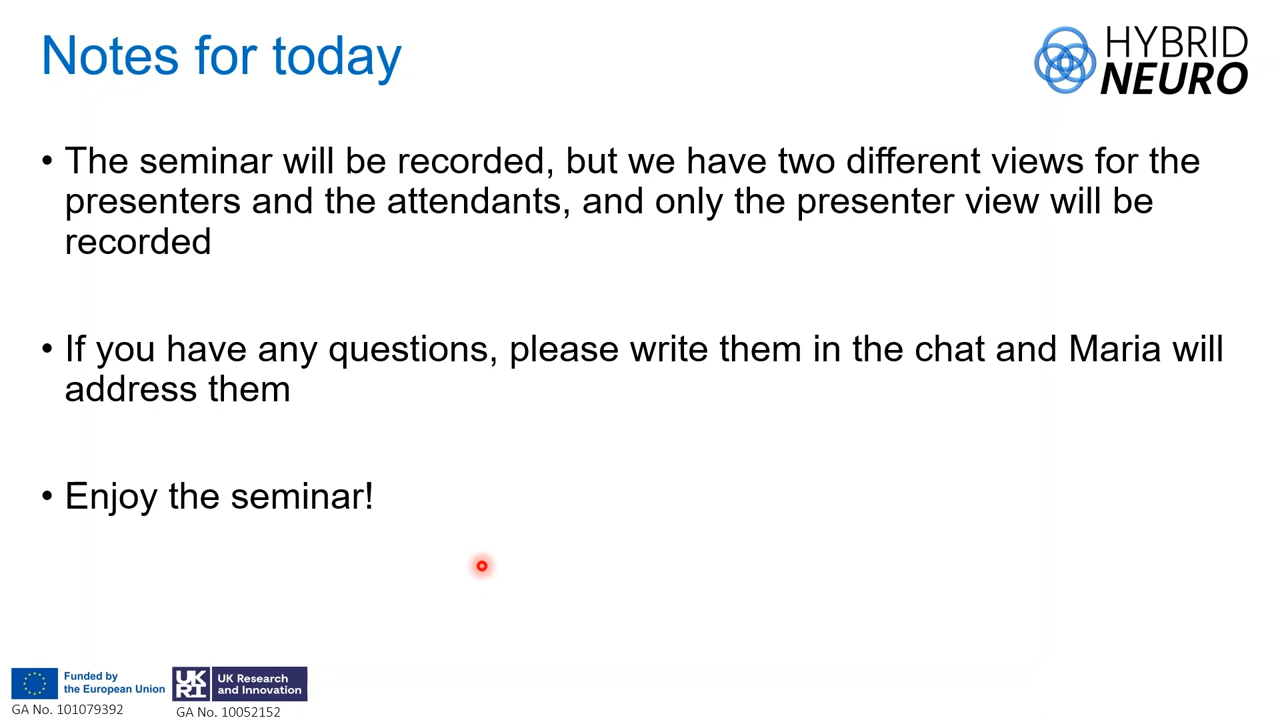 Notes for today
HYBRID
NEURO
• The seminar will be recorded, but we have two different views for the
presenters and the attendants, and only the presenter view will be
recorded
• If you have any questions, please write them in the chat and Maria will
address them
• Enjoy the seminar!
Funded by
the European Union
GA No. 101079392
UK
RI
UK Research
and Innovation
GA No. 10052152